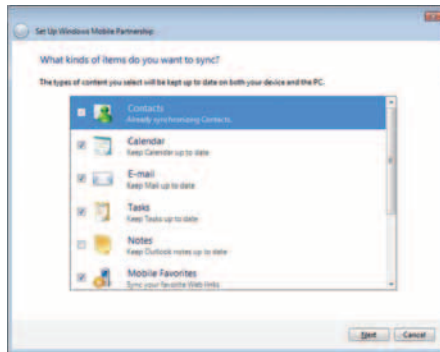 Set Up Windows Mobile Partnership
What kinds of items do you want to sync?
The types of content you select will be kept up to date on both your device and the PC.
Contacts
Already synchronizing Contacts.
Calendar
Keep Calendar up to date
E-mail
Keep Mail up to date
Tasks
Keep Tasks up to date
Notes
Keep Outlook notes up to date
Mobile Favorites
Sync your favorite Web links
Next
Cancel